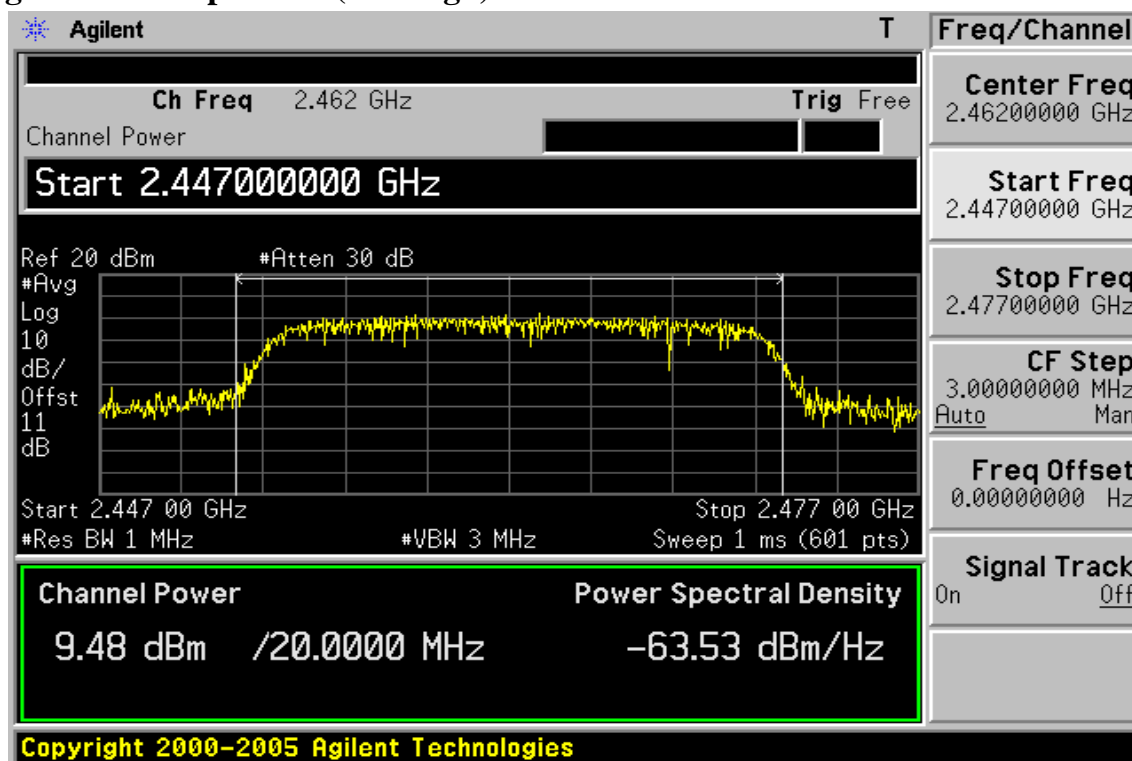 Agilent T
Ch Freq 2.462 GHz Trig Free
Channel Power
Start 2.447000000 GHz
Ref 20 dBm #Atten 30 dB
#Avg
Log
10
dB/
Offst
11
dB
Start 2.447 00 GHz Stop 2.477 00 GHz
#Res BW 1 MHz #VBW 3 MHz Sweep 1 ms (601 pts)
Channel Power Power Spectral Density
9.48 dBm /20.0000 MHz -63.53 dBm/Hz
Copyright 2000-2005 Agilent Technologies
Freq/Channel
Center Freq
2.46200000 GHz
Start Freq
2.44700000 GHz
Stop Freq
2.47700000 GHz
CF Step
3.00000000 MHz
Auto Man
Freq Offset
0.00000000 Hz
Signal Track
On Off